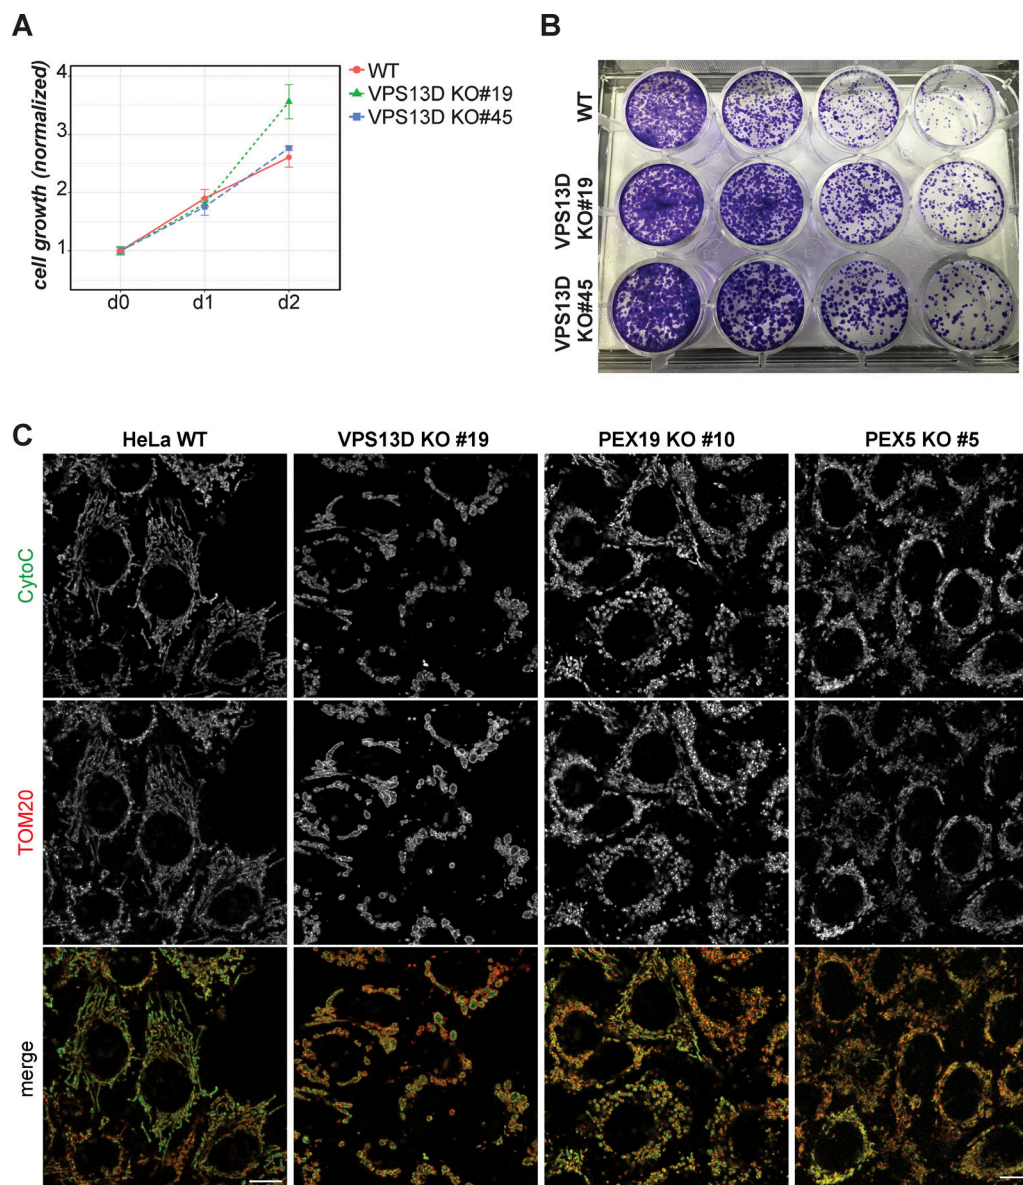 A
cell growth (normalized)
4
3
2
1
d0 d1 d2
WT
VPS13D KO#19
VPS13D KO#45
B
WT
VPS13D
KO#19
VPS13D
KO#45
C
HeLa WT VPS13D KO #19 PEX19 KO #10 PEX5 KO #5
CytoC
TOM20
merge